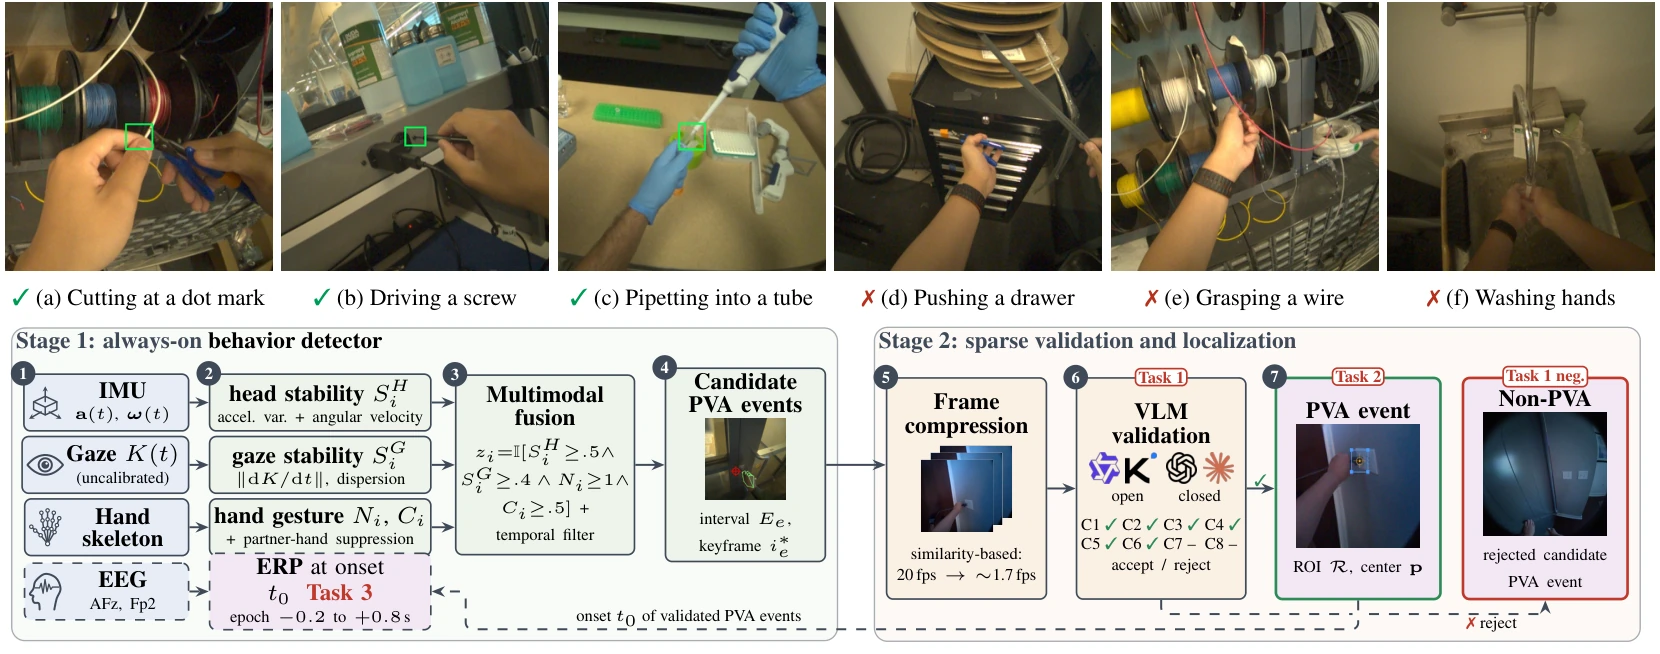 ✓ (a) Cutting at a dot mark
✓ (b) Driving a screw
✓ (c) Pipetting into a tube
✗ (d) Pushing a drawer
✗ (e) Grasping a wire
✗ (f) Washing hands
Stage 1: always-on behavior detector
1
IMU
a(t), ω(t)
Gaze K(t)
(uncalibrated)
Hand
skeleton
EEG
AFz, Fp2
2
head stability S_i^H
accel. var. + angular velocity
gaze stability S_i^G
‖dK/dt‖, dispersion
hand gesture N_i, C_i
+ partner-hand suppression
ERP at onset
t_0 Task 3
epoch −0.2 to +0.8 s
3
Multimodal
fusion
z_i=𝕀[S_i^H ≥.5∧
S_i^G ≥.4 ∧ N_i ≥1∧
C_i ≥.5] +
temporal filter
4
Candidate
PVA events
interval E_e,
keyframe i_e^*
onset t_0 of validated PVA events
Stage 2: sparse validation and localization
5
Frame
compression
similarity-based:
20 fps → ∼1.7 fps
6
Task 1
VLM
validation
open closed
C1 ✓ C2 ✓ C3 ✓ C4 ✓
C5 ✓ C6 ✓ C7 – C8 –
accept / reject
✓
7
Task 2
PVA event
ROI ℛ, center p
Task 1 neg.
Non-PVA
rejected candidate
PVA event
✗ reject